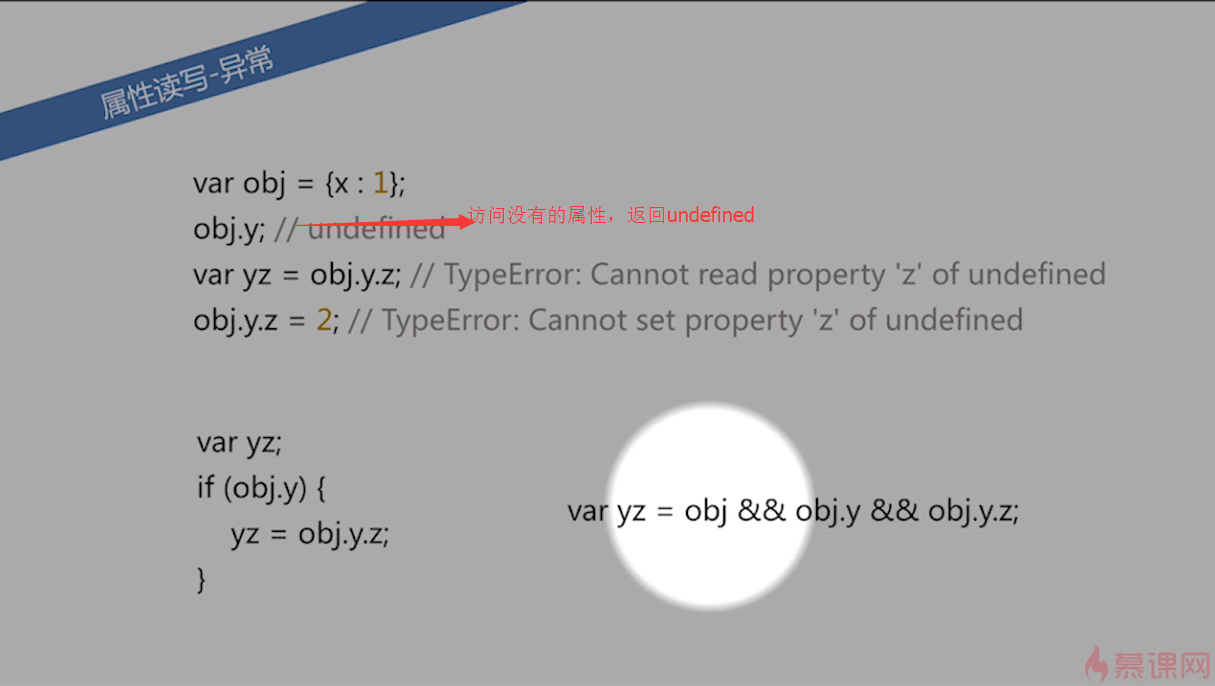 属性读写-异常
var obj = {x : 1};
obj.y; // undefined
访问没有的属性，返回undefined
var yz = obj.y.z; // TypeError: Cannot read property 'z' of undefined
obj.y.z = 2; // TypeError: Cannot set property 'z' of undefined
var yz;
if (obj.y) {
yz = obj.y.z;
}
var yz = obj && obj.y && obj.y.z;
慕课网